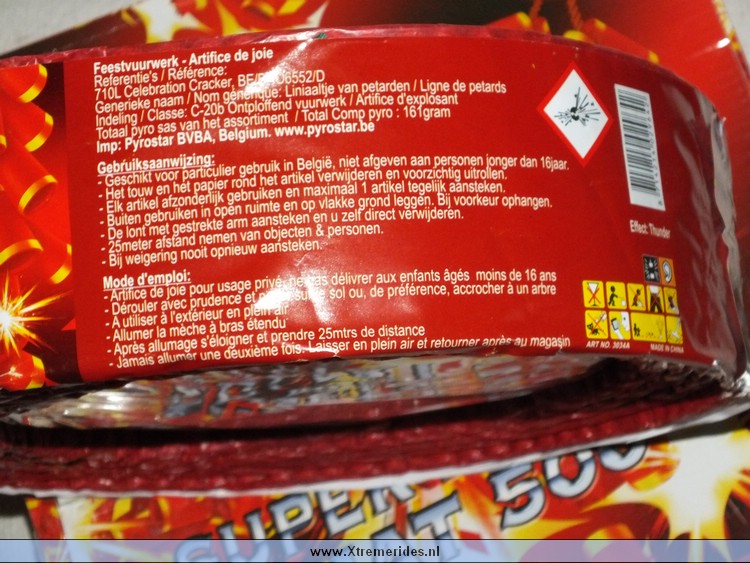 Feestvuurwerk - Artifice de joie
Referentie's / Référence:
710L Celebration Cracker, 6552/D
Generieke naam / Nom générique: Liniaaltje van petarden / Ligne de petards
Indeling / Classe: C-20b Ontploffend vuurwerk / Artifice d'explosant
Totaal pyro sas van het assortiment / Total Comp pyro : 161gram
Imp: Pyrostar BVBA, Belgium. www.pyrostar.be
Gebruiksaanwijzing:
- Geschikt voor particulier gebruik in België, niet afgeven aan personen jonger dan 16jaar.
- Het touw en het papier rond het artikel verwijderen en voorzichtig uitrollen.
- Elk artikel afzonderlijk gebruiken en maximaal 1 artikel tegelijk aansteken.
- Buiten gebruiken in open ruimte en op vlakke grond leggen. Bij voorkeur ophangen.
- De lont met gestrekte arm aansteken en u zelf direct verwijderen.
- 25meter afstand nemen van objecten & personen.
- Bij weigering nooit opnieuw aansteken.
Effect: Thunder
Mode d'emploi:
- Artifice de joie pour usage privé, ne pas délivrer aux enfants âgés moins de 16 ans
- Dérouler avec prudence et sol ou, de préférence, accrocher à un arbre
- A utiliser à l'extérieur en plein air
- Allumer la mèche à bras étendu
- Après allumage s'éloigner et prendre 25mtrs de distance
- Jamais allumer une deuxième fois. Laisser en plein air et retourner après au magasin
ART NO. 3034A MADE IN CHINA
SUPER
500
www.Xtremerides.nl